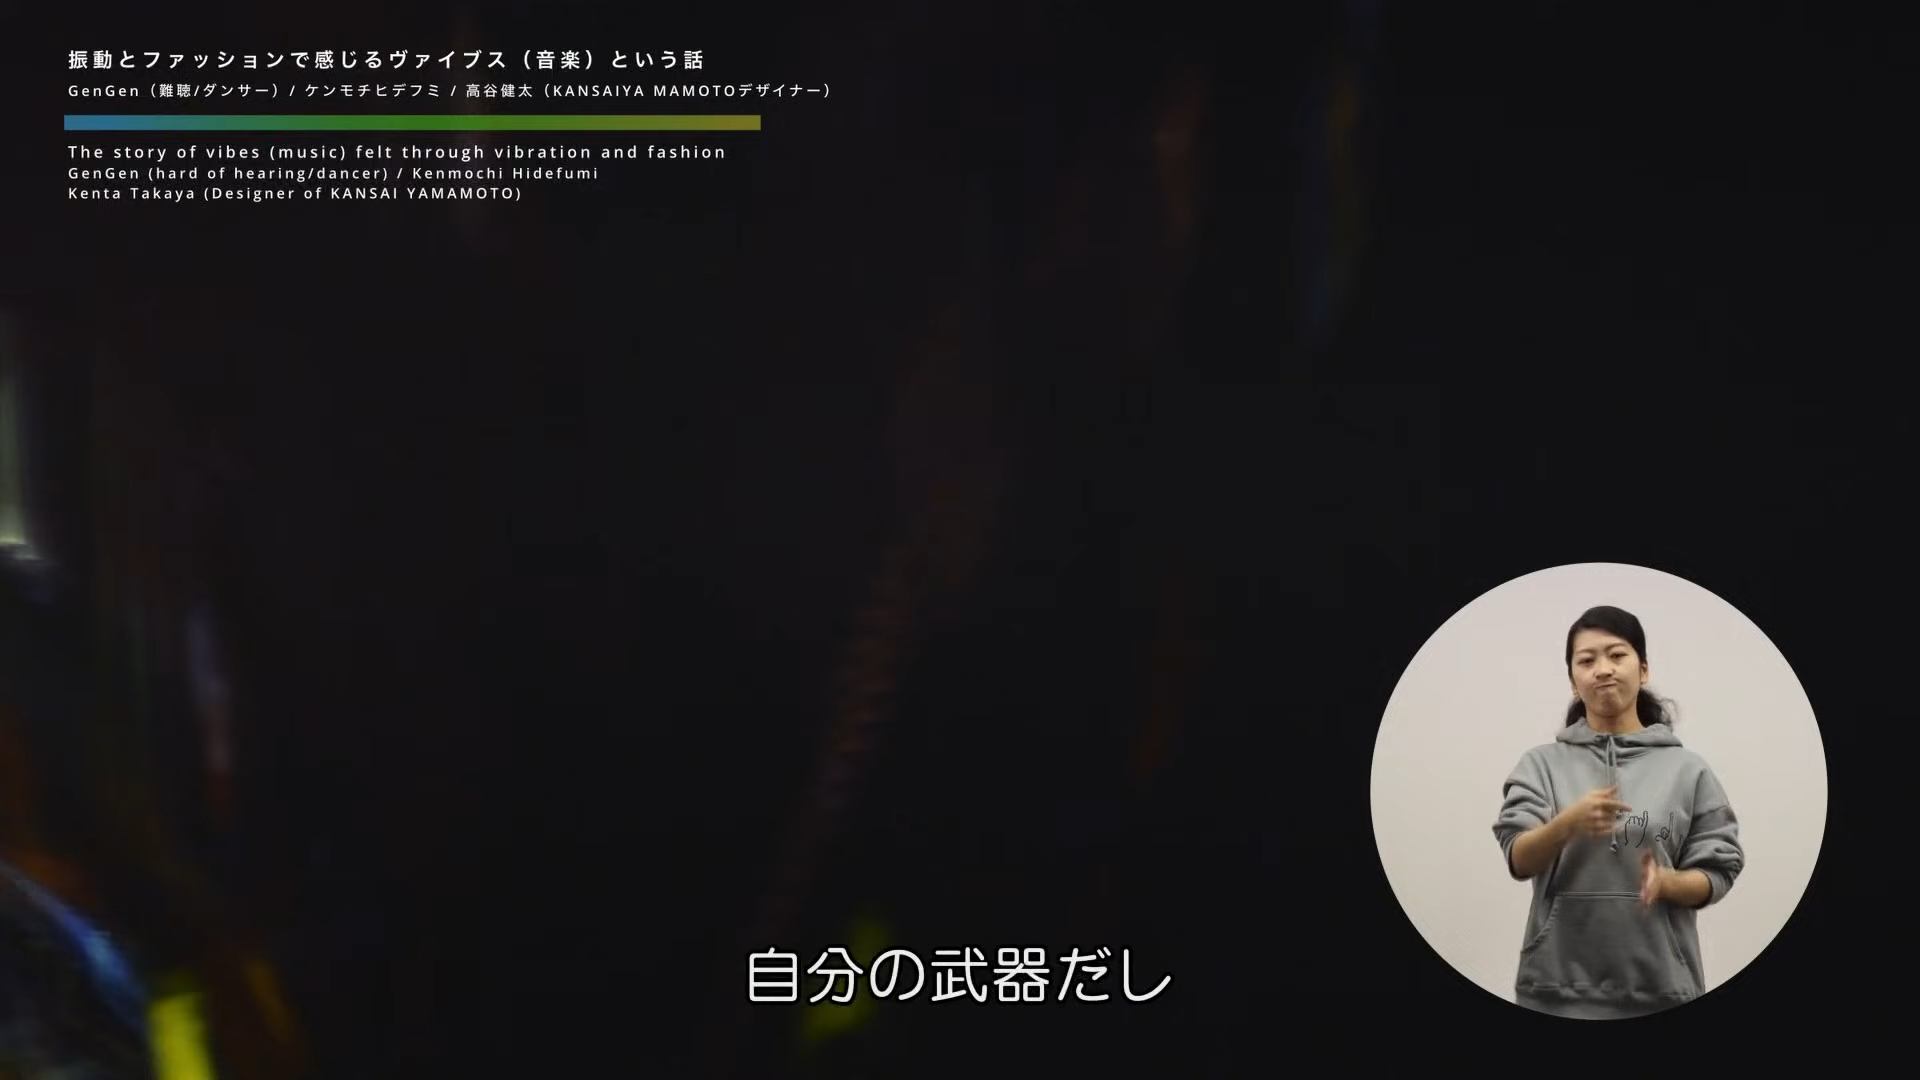 振動とファッションで感じるヴァイブス（音楽）という話
GenGen（難聴/ダンサー）/ ケンモチヒデフミ / 高谷健太（KANSAIYA MAMOTOデザイナー）
The story of vibes (music) felt through vibration and fashion
GenGen (hard of hearing/dancer) / Kenmochi Hidefumi
Kenta Takaya (Designer of KANSAI YAMAMOTO)
自分の武器だし